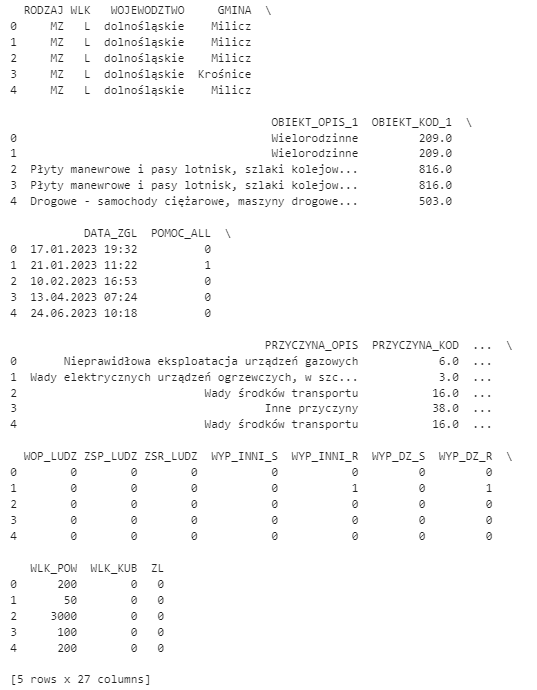 RODZAJ WLK   WOJEWODZTWO     GMINA  \
0     MZ   L  dolnośląskie    Milicz
1     MZ   L  dolnośląskie    Milicz
2     MZ   L  dolnośląskie    Milicz
3     MZ   L  dolnośląskie  Krośnice
4     MZ   L  dolnośląskie    Milicz

                                       OBIEKT_OPIS_1  OBIEKT_KOD_1  \
0                                      Wielorodzinne         209.0
1                                      Wielorodzinne         209.0
2  Płyty manewrowe i pasy lotnisk, szlaki kolejow...         816.0
3  Płyty manewrowe i pasy lotnisk, szlaki kolejow...         816.0
4  Drogowe - samochody ciężarowe, maszyny drogowe...         503.0

           DATA_ZGL  POMOC_ALL  \
0  17.01.2023 19:32          0
1  21.01.2023 11:22          1
2  10.02.2023 16:53          0
3  13.04.2023 07:24          0
4  24.06.2023 10:18          0

                                      PRZYCZYNA_OPIS  PRZYCZYNA_KOD  ...  \
0       Nieprawidłowa eksploatacja urządzeń gazowych            6.0  ...
1  Wady elektrycznych urządzeń ogrzewczych, w szc...            3.0  ...
2                            Wady środków transportu           16.0  ...
3                                     Inne przyczyny           38.0  ...
4                            Wady środków transportu           16.0  ...

  WOP_LUDZ ZSP_LUDZ ZSR_LUDZ  WYP_INNI_S  WYP_INNI_R  WYP_DZ_S  WYP_DZ_R  \
0        0        0        0           0           0         0         0
1        0        0        0           0           1         0         1
2        0        0        0           0           0         0         0
3        0        0        0           0           0         0         0
4        0        0        0           0           0         0         0

   WLK_POW  WLK_KUB  ZL
0      200        0   0
1       50        0   0
2     3000        0   0
3      100        0   0
4      200        0   0

[5 rows x 27 columns]